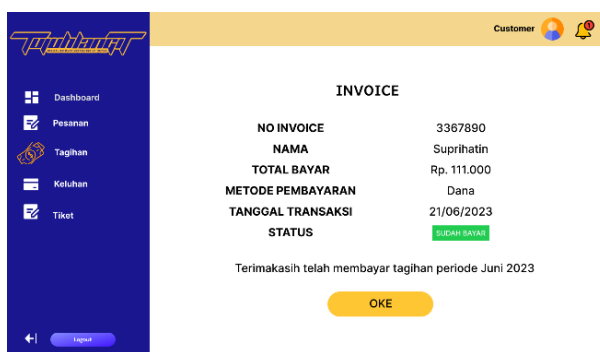 Customer
1
Dashboard
Pesanan
Tagihan
Keluhan
Tiket
Logout
INVOICE
NO INVOICE 3367890
NAMA Suprihatin
TOTAL BAYAR Rp. 111.000
METODE PEMBAYARAN Dana
TANGGAL TRANSAKSI 21/06/2023
STATUS SUDAH BAYAR
Terimakasih telah membayar tagihan periode Juni 2023
OKE